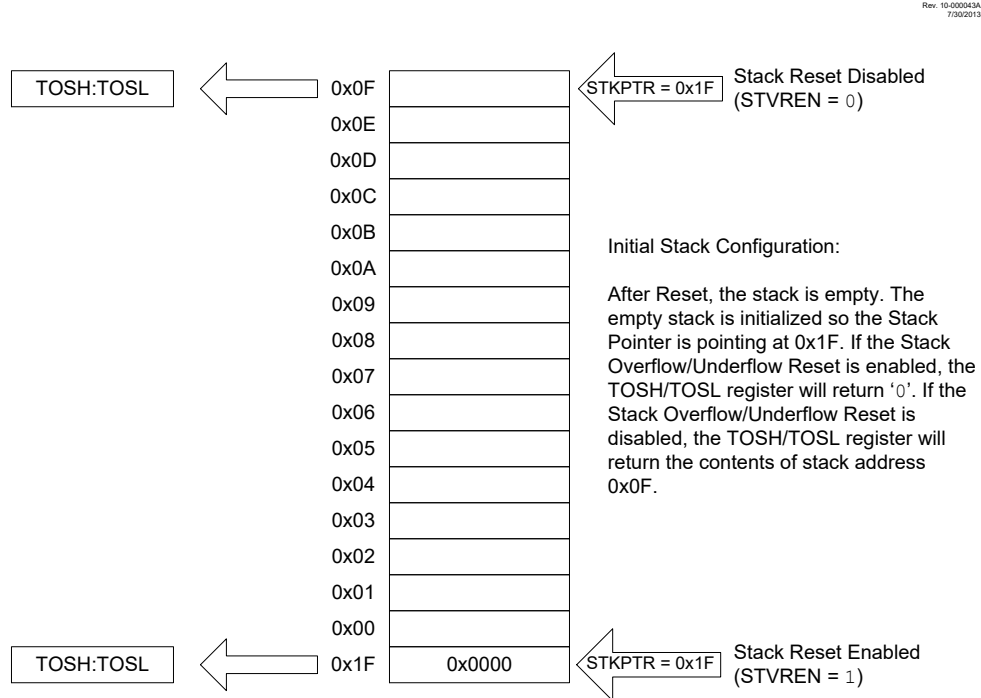 Rev. 10-000043A
7/30/2013
TOSH:TOSL
0x0F
STKPTR = 0x1F
Stack Reset Disabled
(STVREN = 0)
0x0E
0x0D
0x0C
0x0B
0x0A
0x09
0x08
0x07
0x06
0x05
0x04
0x03
0x02
0x01
0x00
Initial Stack Configuration:
After Reset, the stack is empty. The
empty stack is initialized so the Stack
Pointer is pointing at 0x1F. If the Stack
Overflow/Underflow Reset is enabled, the
TOSH/TOSL register will return ‘0’. If the
Stack Overflow/Underflow Reset is
disabled, the TOSH/TOSL register will
return the contents of stack address
0x0F.
TOSH:TOSL
0x1F
0x0000
STKPTR = 0x1F
Stack Reset Enabled
(STVREN = 1)